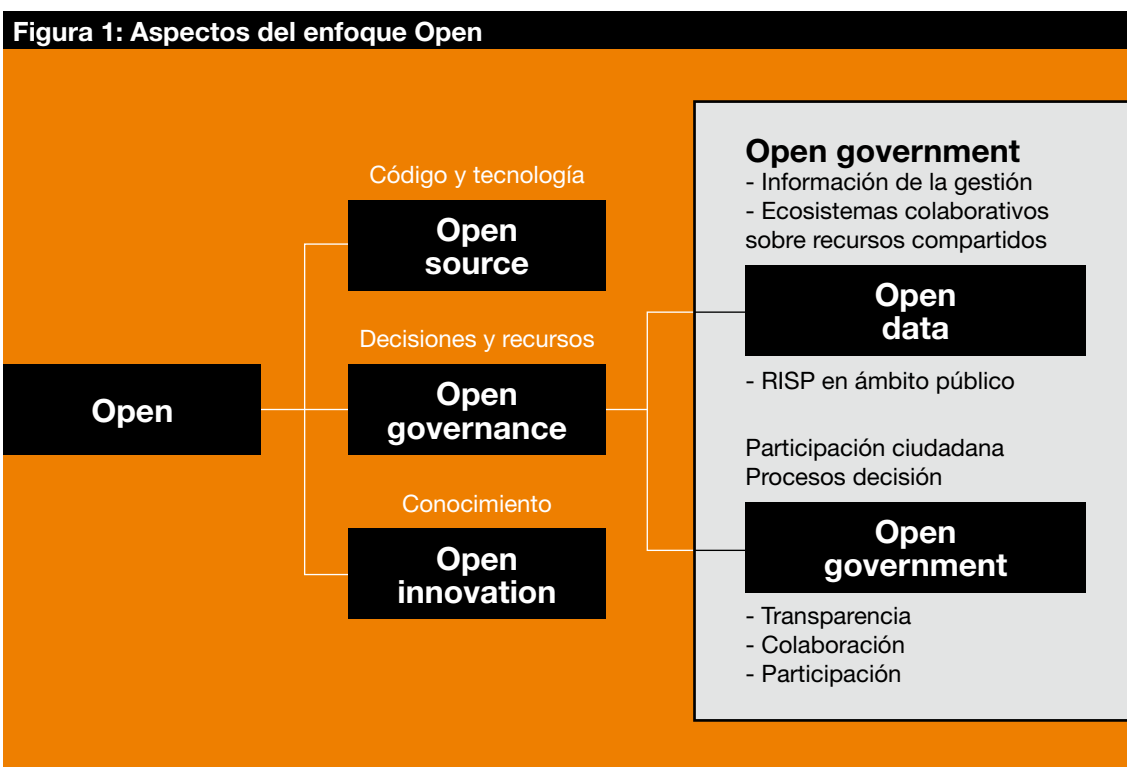 Figura 1: Aspectos del enfoque Open
Open
Código y tecnología
Open
source
Decisiones y recursos
Open
governance
Conocimiento
Open
innovation
Open government
- Información de la gestión
- Ecosistemas colaborativos
sobre recursos compartidos
Open
data
- RISP en ámbito público
Participación ciudadana
Procesos decisión
Open
government
- Transparencia
- Colaboración
- Participación